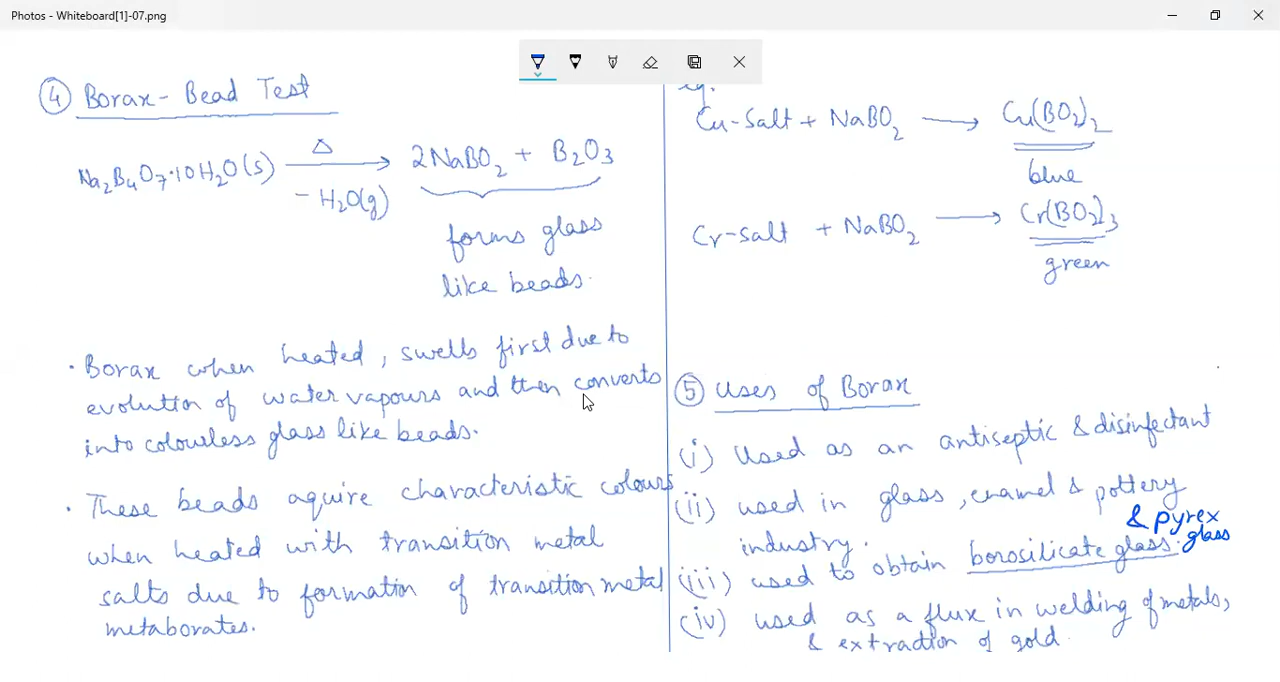 Photos - Whiteboard[1]-07.png
④ Borax - Bead Test
Na₂B₄O₇·10H₂O(s) —Δ→ 2NaBO₂ + B₂O₃
- H₂O(g)
forms glass
like beads.
· Borax when heated, swells first due to
evolution of water vapours and then converts
into colourless glass like beads.
· These beads aquire characteristic colours
when heated with transition metal
salts due to formation of transition metal
metaborates.
eg.
Cu-Salt + NaBO₂ ⟶ Cu(BO₂)₂
blue
Cr-salt + NaBO₂ ⟶ Cr(BO₂)₃
green
⑤ Uses of Borax
(i) Used as an antiseptic & disinfectant
(ii) used in glass, enamel & pottery
industry.
& pyrex
glass
(iii) used to obtain borosilicate glass.
(iv) used as a flux in welding of metals,
& extraction of gold.